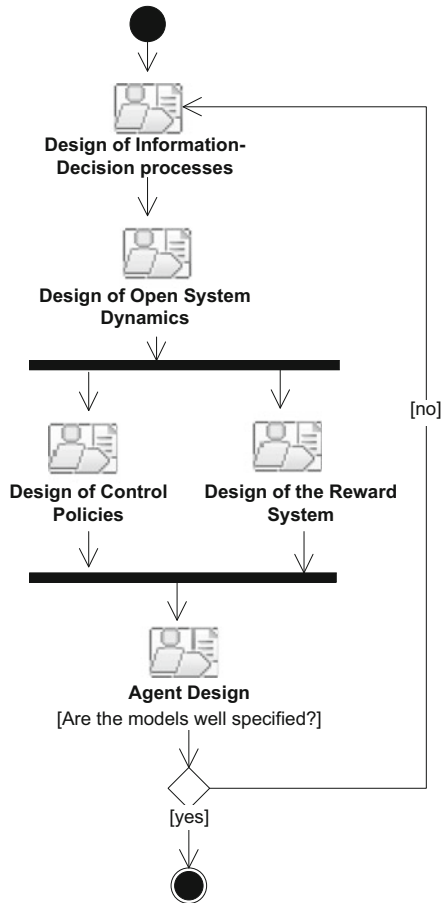 Design of Information-
Decision processes
Design of Open System
Dynamics
[no]
Design of Control
Policies
Design of the Reward
System
Agent Design
[Are the models well specified?]
[yes]